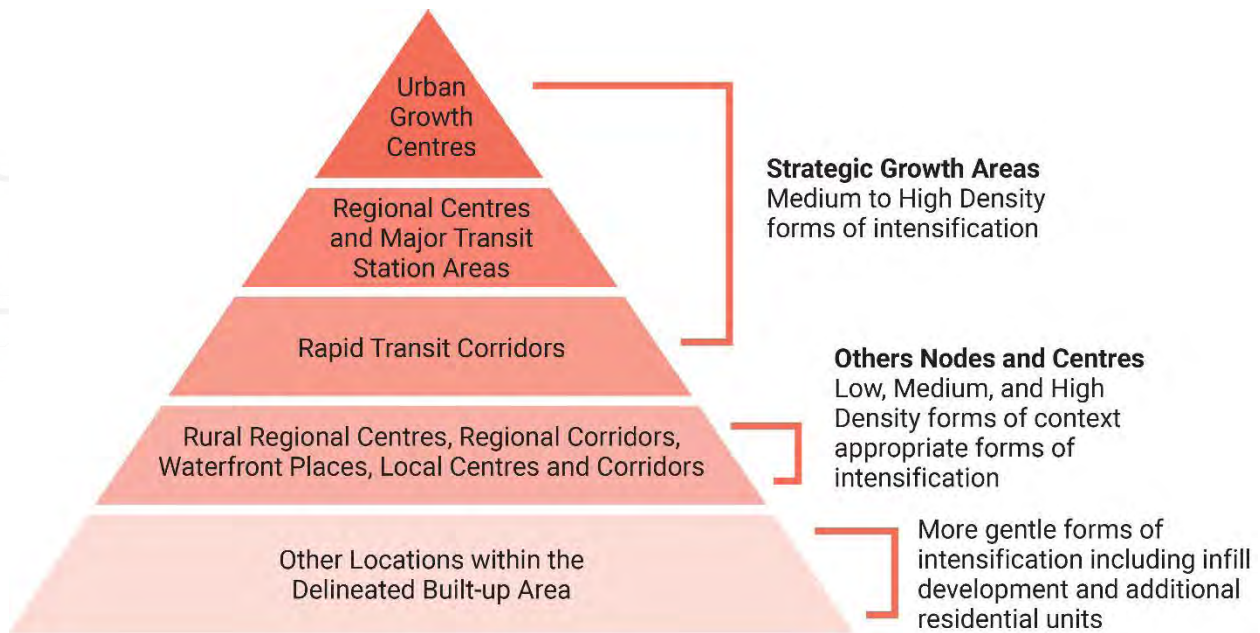 Urban
Growth
Centres
Regional Centres
and Major Transit
Station Areas
Rapid Transit Corridors
Rural Regional Centres, Regional Corridors,
Waterfront Places, Local Centres and Corridors
Other Locations within the
Delineated Built-up Area
Strategic Growth Areas
Medium to High Density
forms of intensification
Others Nodes and Centres
Low, Medium, and High
Density forms of context
appropriate forms of
intensification
More gentle forms of
intensification including infill
development and additional
residential units